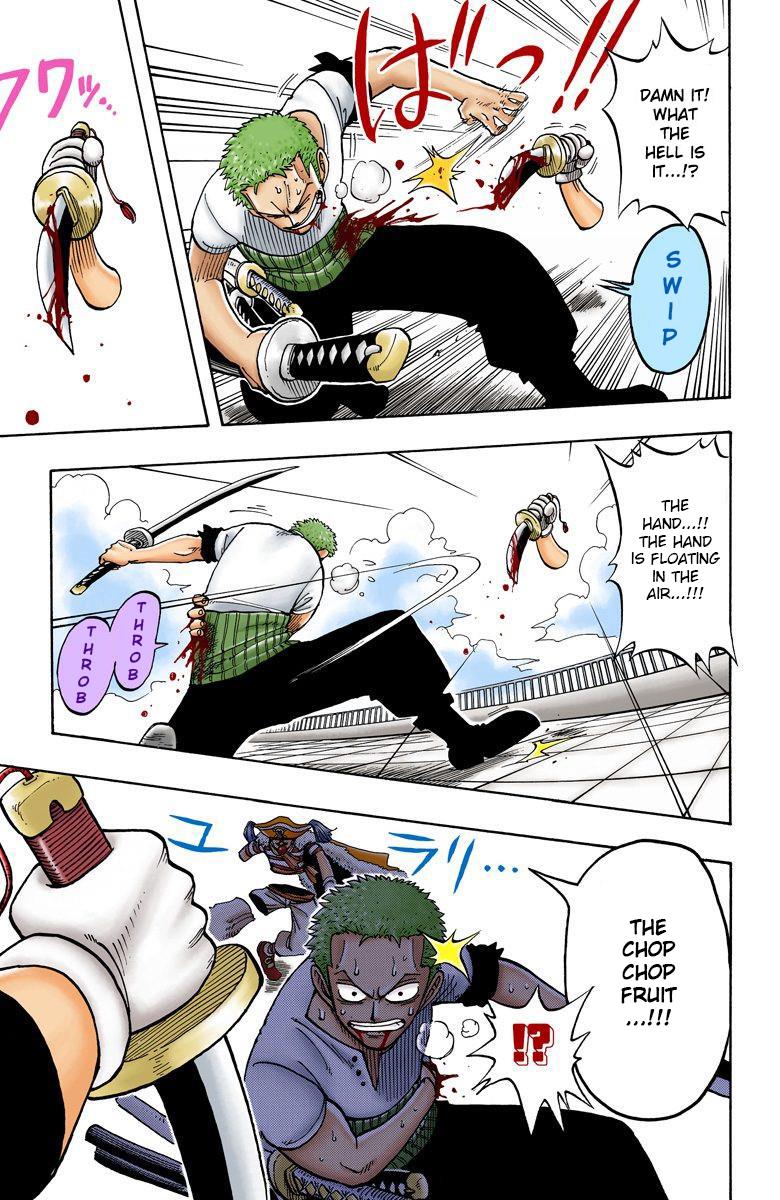 ばっ!!
DAMN IT!
WHAT
THE
HELL IS
IT...!?
SWIP
フワッ...
THE
HAND...!!
THE HAND
IS FLOATING
IN THE
AIR...!!!
THROB
THROB
THE
CHOP
CHOP
FRUIT
...!!!
!?
ユラリ...